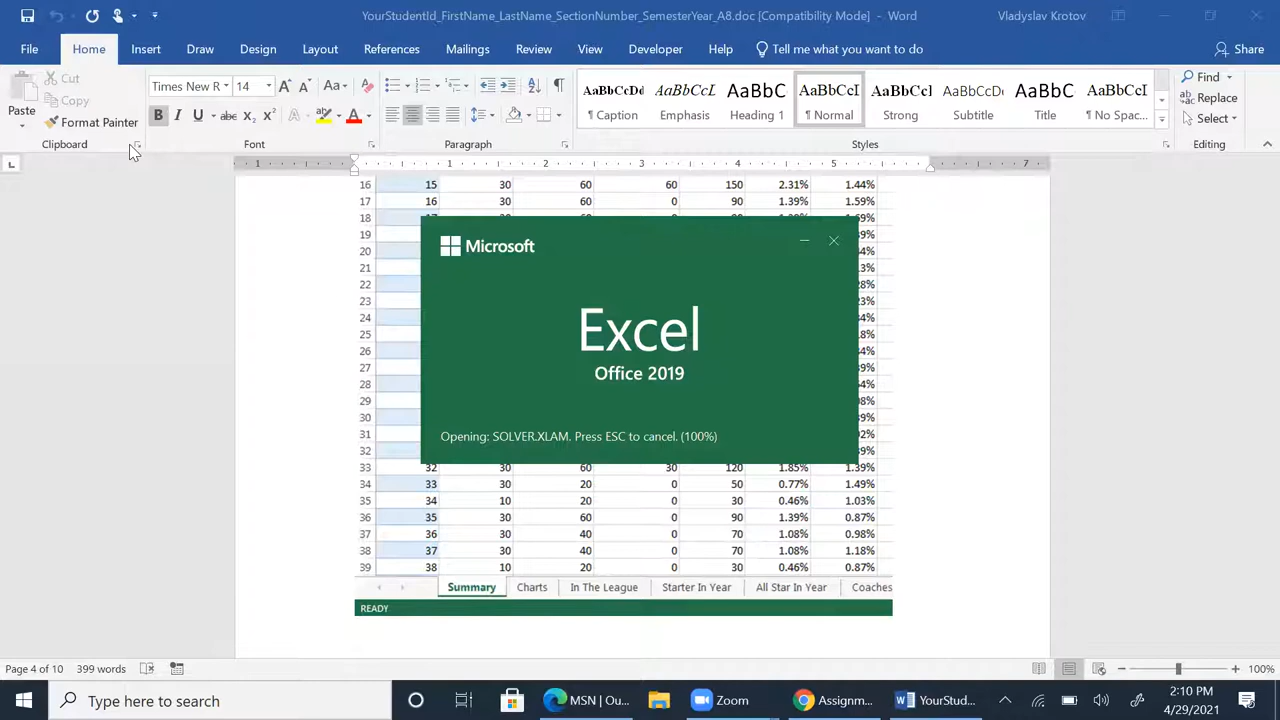 YourStudentId_FirstName_LastName_SectionNumber_SemesterYear_A8.doc [Compatibility Mode] - Word
Vladyslav Krotov
File Home Insert Draw Design Layout References Mailings Review View Developer Help Tell me what you want to do Share
Paste
Cut
Copy
Format Painter
Clipboard
Times New R 14
Font
Paragraph
AaBbCcDd AaBbCcL AaBbC AaBbCcI AaBbCcI AaBbCcDd AaBbC AaBbCcI
¶ Caption Emphasis Heading 1 ¶ Normal Strong Subtitle Title ¶ No Spac...
Styles
Find
Replace
Select
Editing
1 1 2 3 4 5 7
16 15 30 60 60 150 2.31% 1.44%
17 16 30 60 0 90 1.39% 1.59%
18
19
20
21
22
23
24
25
26
27
28
29
30
31
32
Microsoft
Excel
Office 2019
Opening: SOLVER.XLAM. Press ESC to cancel. (100%)
33 32 30 60 30 120 1.85% 1.39%
34 33 30 20 0 50 0.77% 1.49%
35 34 10 20 0 30 0.46% 1.03%
36 35 30 60 0 90 1.39% 0.87%
37 36 30 40 0 70 1.08% 0.98%
38 37 30 40 0 70 1.08% 1.18%
39 38 10 20 0 30 0.46% 0.87%
Summary Charts In The League Starter In Year All Star In Year Coaches
READY
Page 4 of 10 399 words 100%
Type here to search
MSN | Ou...
Zoom
Assignm...
YourStud...
2:10 PM
4/29/2021